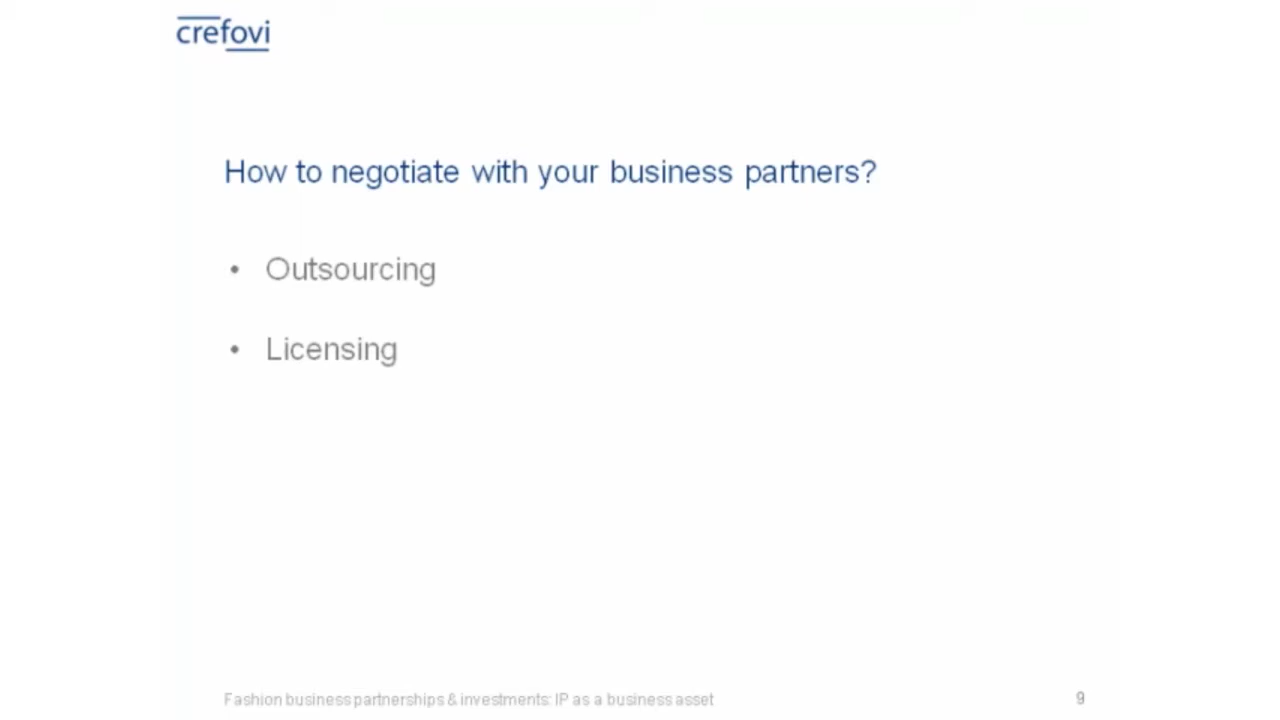 crefovi
How to negotiate with your business partners?
• Outsourcing
• Licensing
Fashion business partnerships & investments: IP as a business asset
9